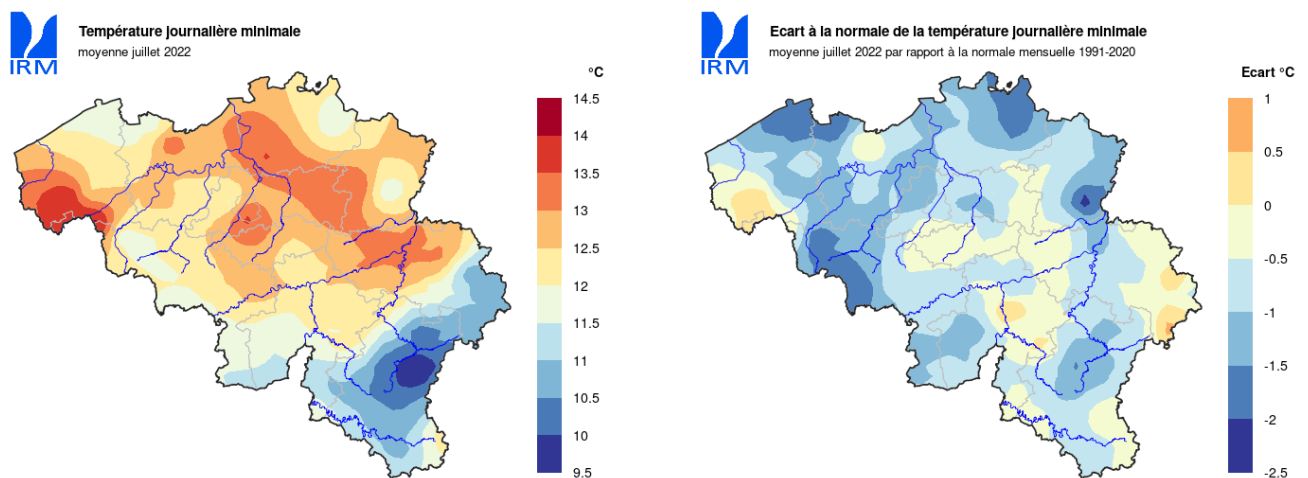 Température journalière minimale
moyenne juillet 2022
IRM
°C
14.5
14
13.5
13
12.5
12
11.5
11
10.5
10
9.5
Ecart à la normale de la température journalière minimale
moyenne juillet 2022 par rapport à la normale mensuelle 1991-2020
IRM
Ecart °C
1
0.5
0
-0.5
-1
-1.5
-2
-2.5